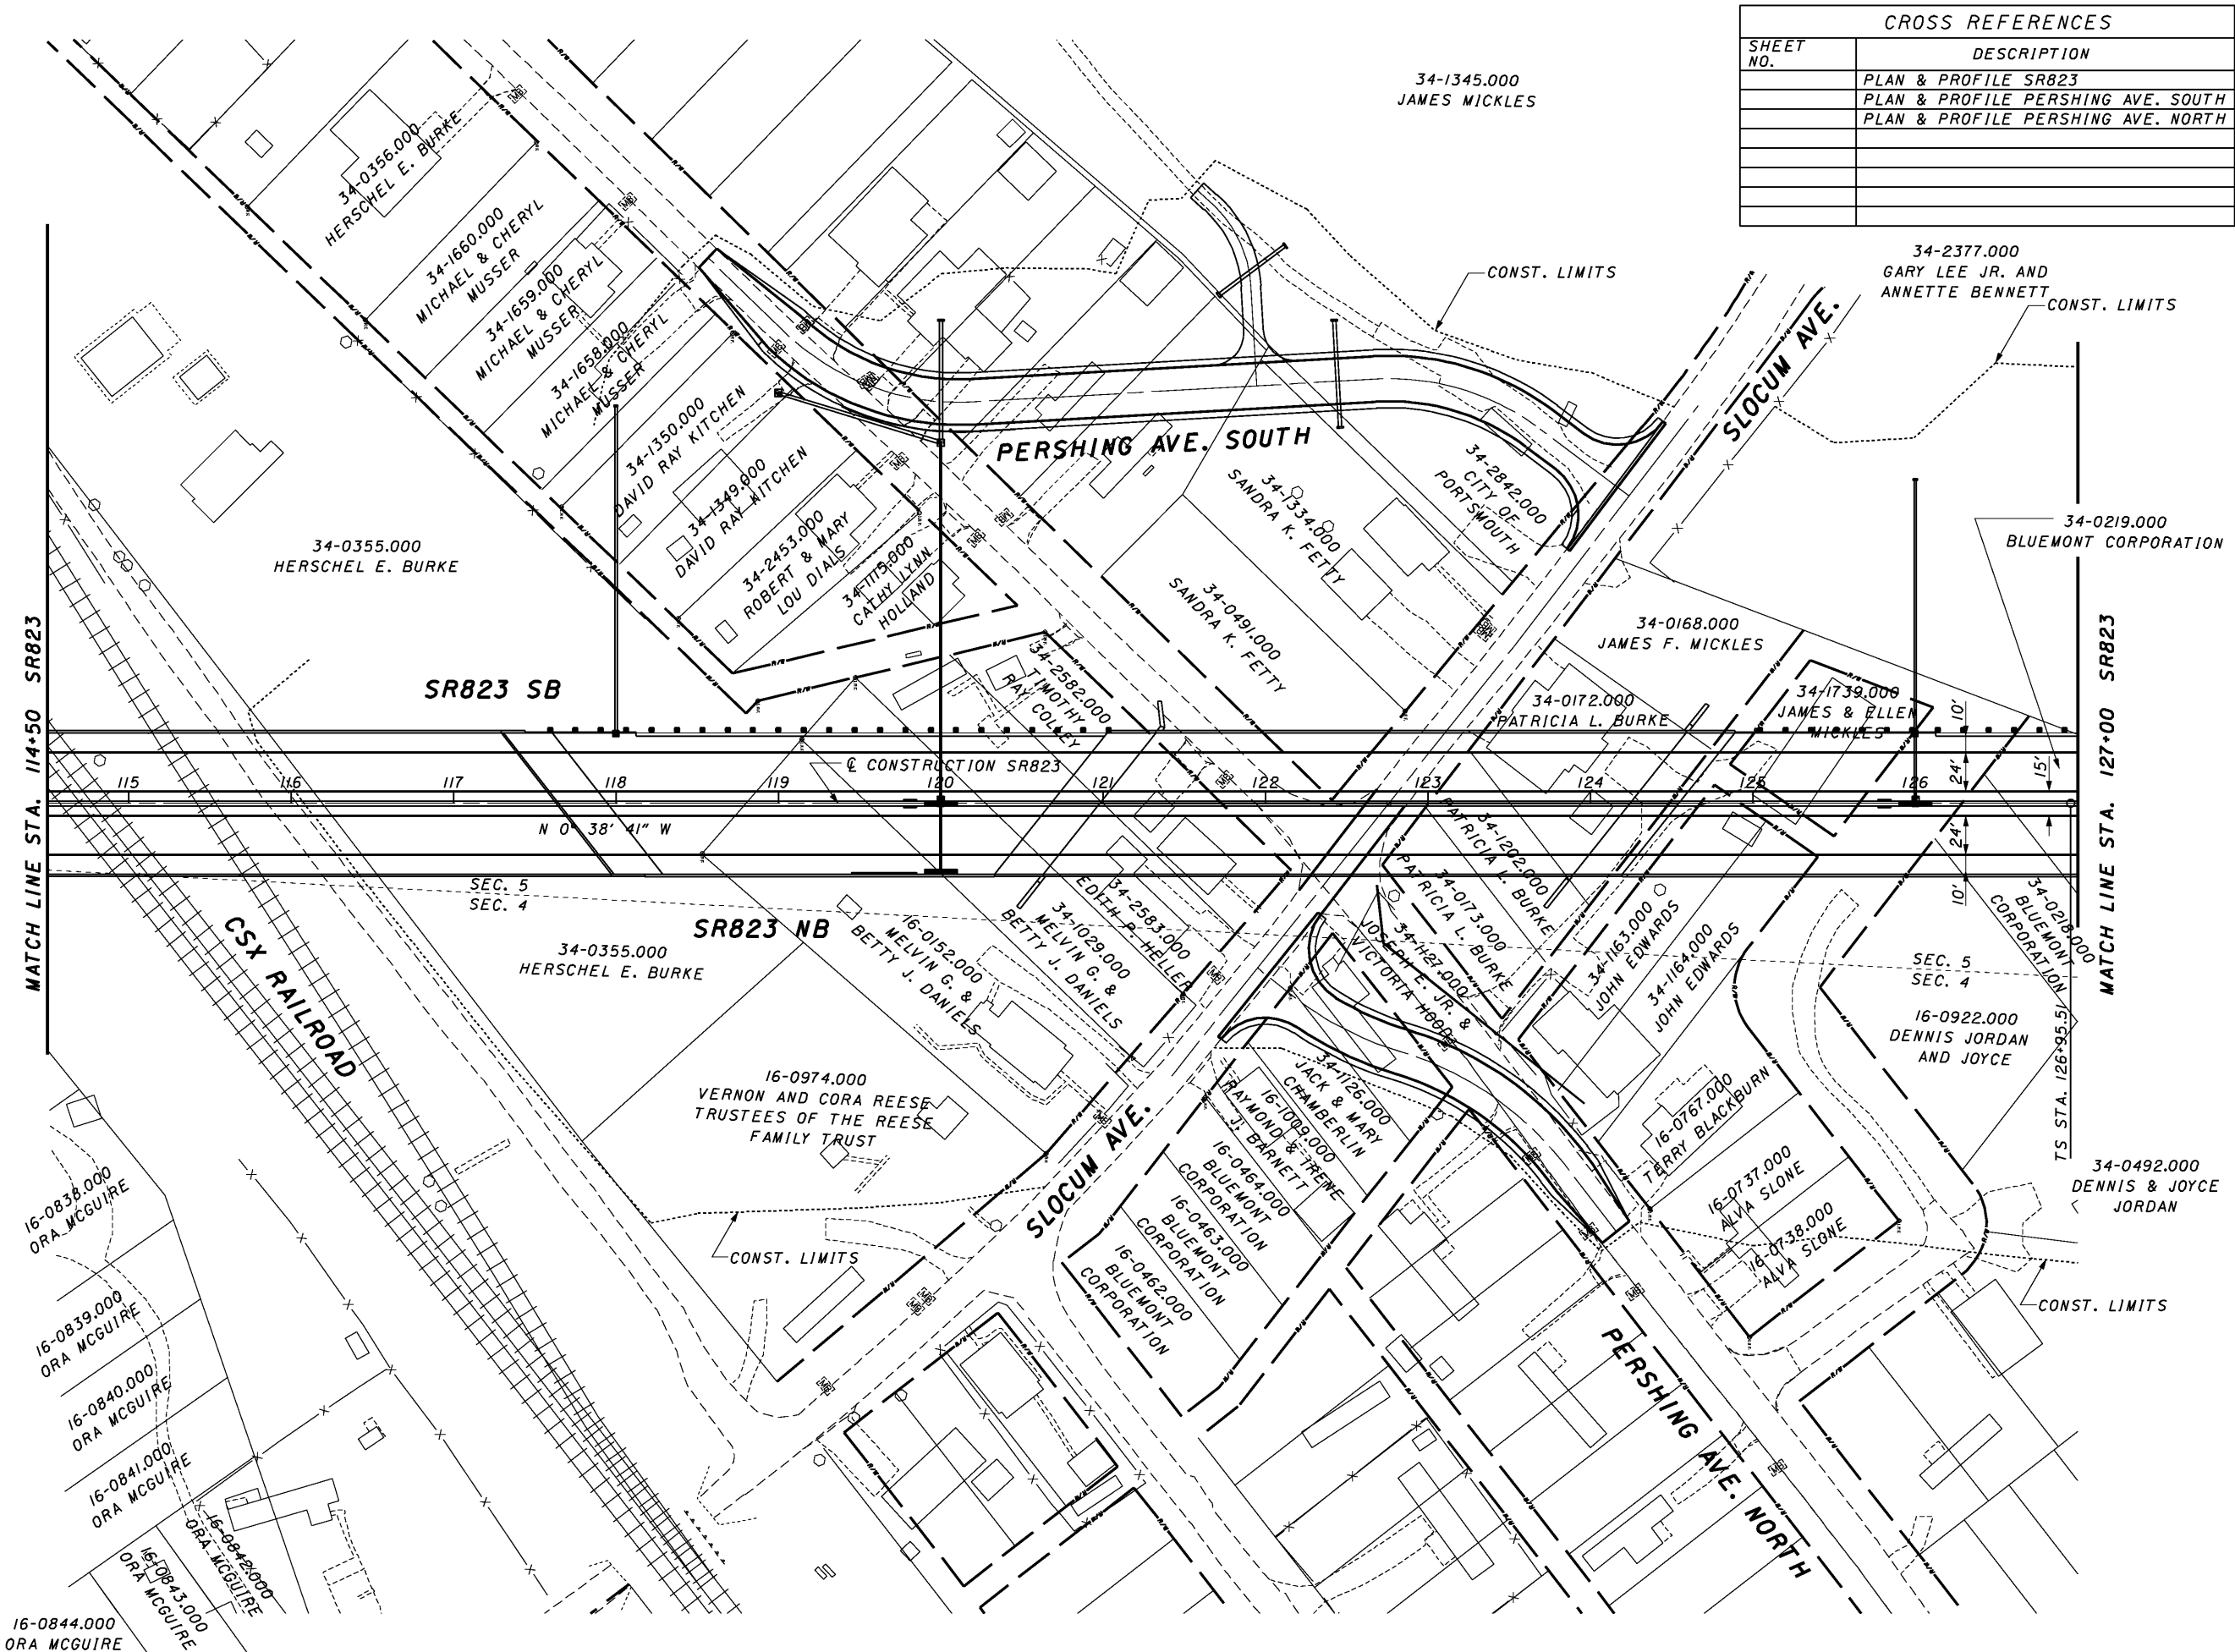 CROSS REFERENCES
SHEET NO.
DESCRIPTION
PLAN & PROFILE SR823
PLAN & PROFILE PERSHING AVE. SOUTH
PLAN & PROFILE PERSHING AVE. NORTH
34-1345.000
JAMES MICKLES
34-0356.000
HERSCHEL E. BURKE
34-1660.000
MICHAEL & CHERYL
MUSSER
34-1659.000
MICHAEL & CHERYL
MUSSER
34-1658.000
MICHAEL & CHERYL
MUSSER
34-1350.000
DAVID RAY KITCHEN
34-1349.000
DAVID RAY KITCHEN
34-2453.000
ROBERT & MARY
LOU DIALS
34-1175.000
CATHY LYNN
HOLLAND
CONST. LIMITS
34-2377.000
GARY LEE JR. AND
ANNETTE BENNETT
CONST. LIMITS
SLOCUM AVE.
PERSHING AVE. SOUTH
34-1334.000
SANDRA K. FETTY
34-2842.000
CITY OF
PORTSMOUTH
34-0491.000
SANDRA K. FETTY
34-0219.000
BLUEMONT CORPORATION
34-0355.000
HERSCHEL E. BURKE
34-0168.000
JAMES F. MICKLES
34-2582.000
TIMOTHY
RAY COLLEY
34-0172.000
PATRICIA L. BURKE
34-1739.000
JAMES & ELLEN
MICKLES
MATCH LINE STA. 114+50 SR823
MATCH LINE STA. 127+00 SR823
SR823 SB
℄ CONSTRUCTION SR823
115
116
117
118
119
120
121
122
123
124
125
126
10'
24'
15'
24'
10'
N 0° 38' 41" W
SEC. 5
SEC. 4
SR823 NB
CSX RAILROAD
34-0355.000
HERSCHEL E. BURKE
16-0152.000
MELVIN G. &
BETTY J. DANIELS
34-1029.000
MELVIN G. &
BETTY J. DANIELS
34-2583.000
EDITH P. HELLER
34-1202.000
PATRICIA L. BURKE
34-0173.000
PATRICIA L. BURKE
34-1127.000
JOSEPH E. JR. &
VICTORIA HOOD
34-1163.000
JOHN EDWARDS
34-1164.000
JOHN EDWARDS
34-0218.000
BLUEMONT
CORPORATION
SEC. 5
SEC. 4
16-0922.000
DENNIS JORDAN
AND JOYCE
TS STA. 126+95.51
16-0974.000
VERNON AND CORA REESE
TRUSTEES OF THE REESE
FAMILY TRUST
SLOCUM AVE.
34-1126.000
JACK & MARY
CHAMBERLIN
16-1009.000
RAYMOND & IRENE
J. BARNETT
16-0464.000
BLUEMONT
CORPORATION
16-0463.000
BLUEMONT
CORPORATION
16-0462.000
BLUEMONT
CORPORATION
16-0767.000
TERRY BLACKBURN
16-0737.000
ALVA SLONE
16-0738.000
ALVA SLONE
34-0492.000
DENNIS & JOYCE
JORDAN
CONST. LIMITS
CONST. LIMITS
PERSHING AVE. NORTH
16-0838.000
ORA MCGUIRE
16-0839.000
ORA MCGUIRE
16-0840.000
ORA MCGUIRE
16-0841.000
ORA MCGUIRE
16-0842.000
ORA MCGUIRE
16-0843.000
ORA MCGUIRE
16-0844.000
ORA MCGUIRE